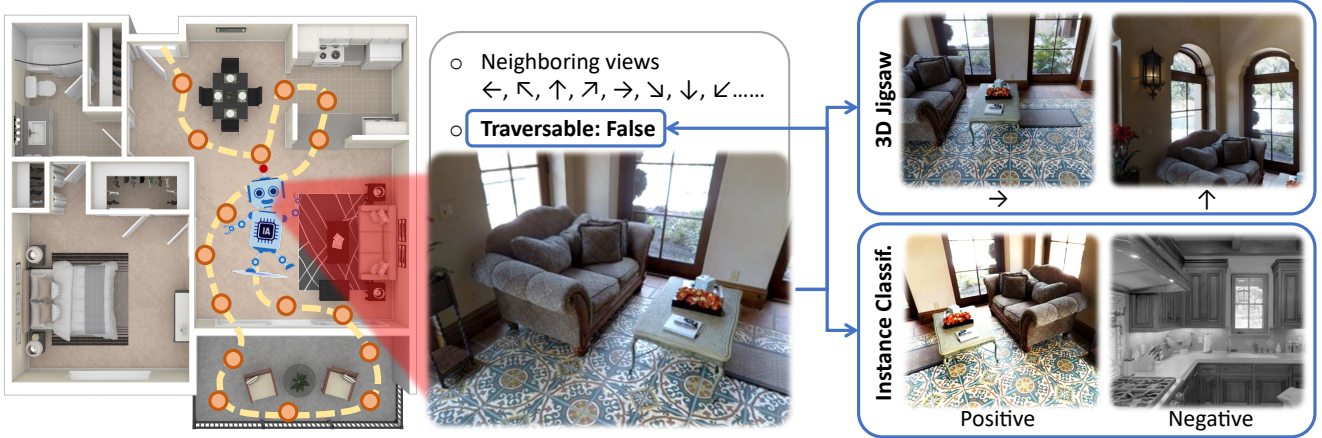 IA
○ Neighboring views
←, ↖, ↑, ↗, →, ↘, ↓, ↙......
○ Traversable: False
3D Jigsaw
→
↑
Instance Classif.
Positive
Negative